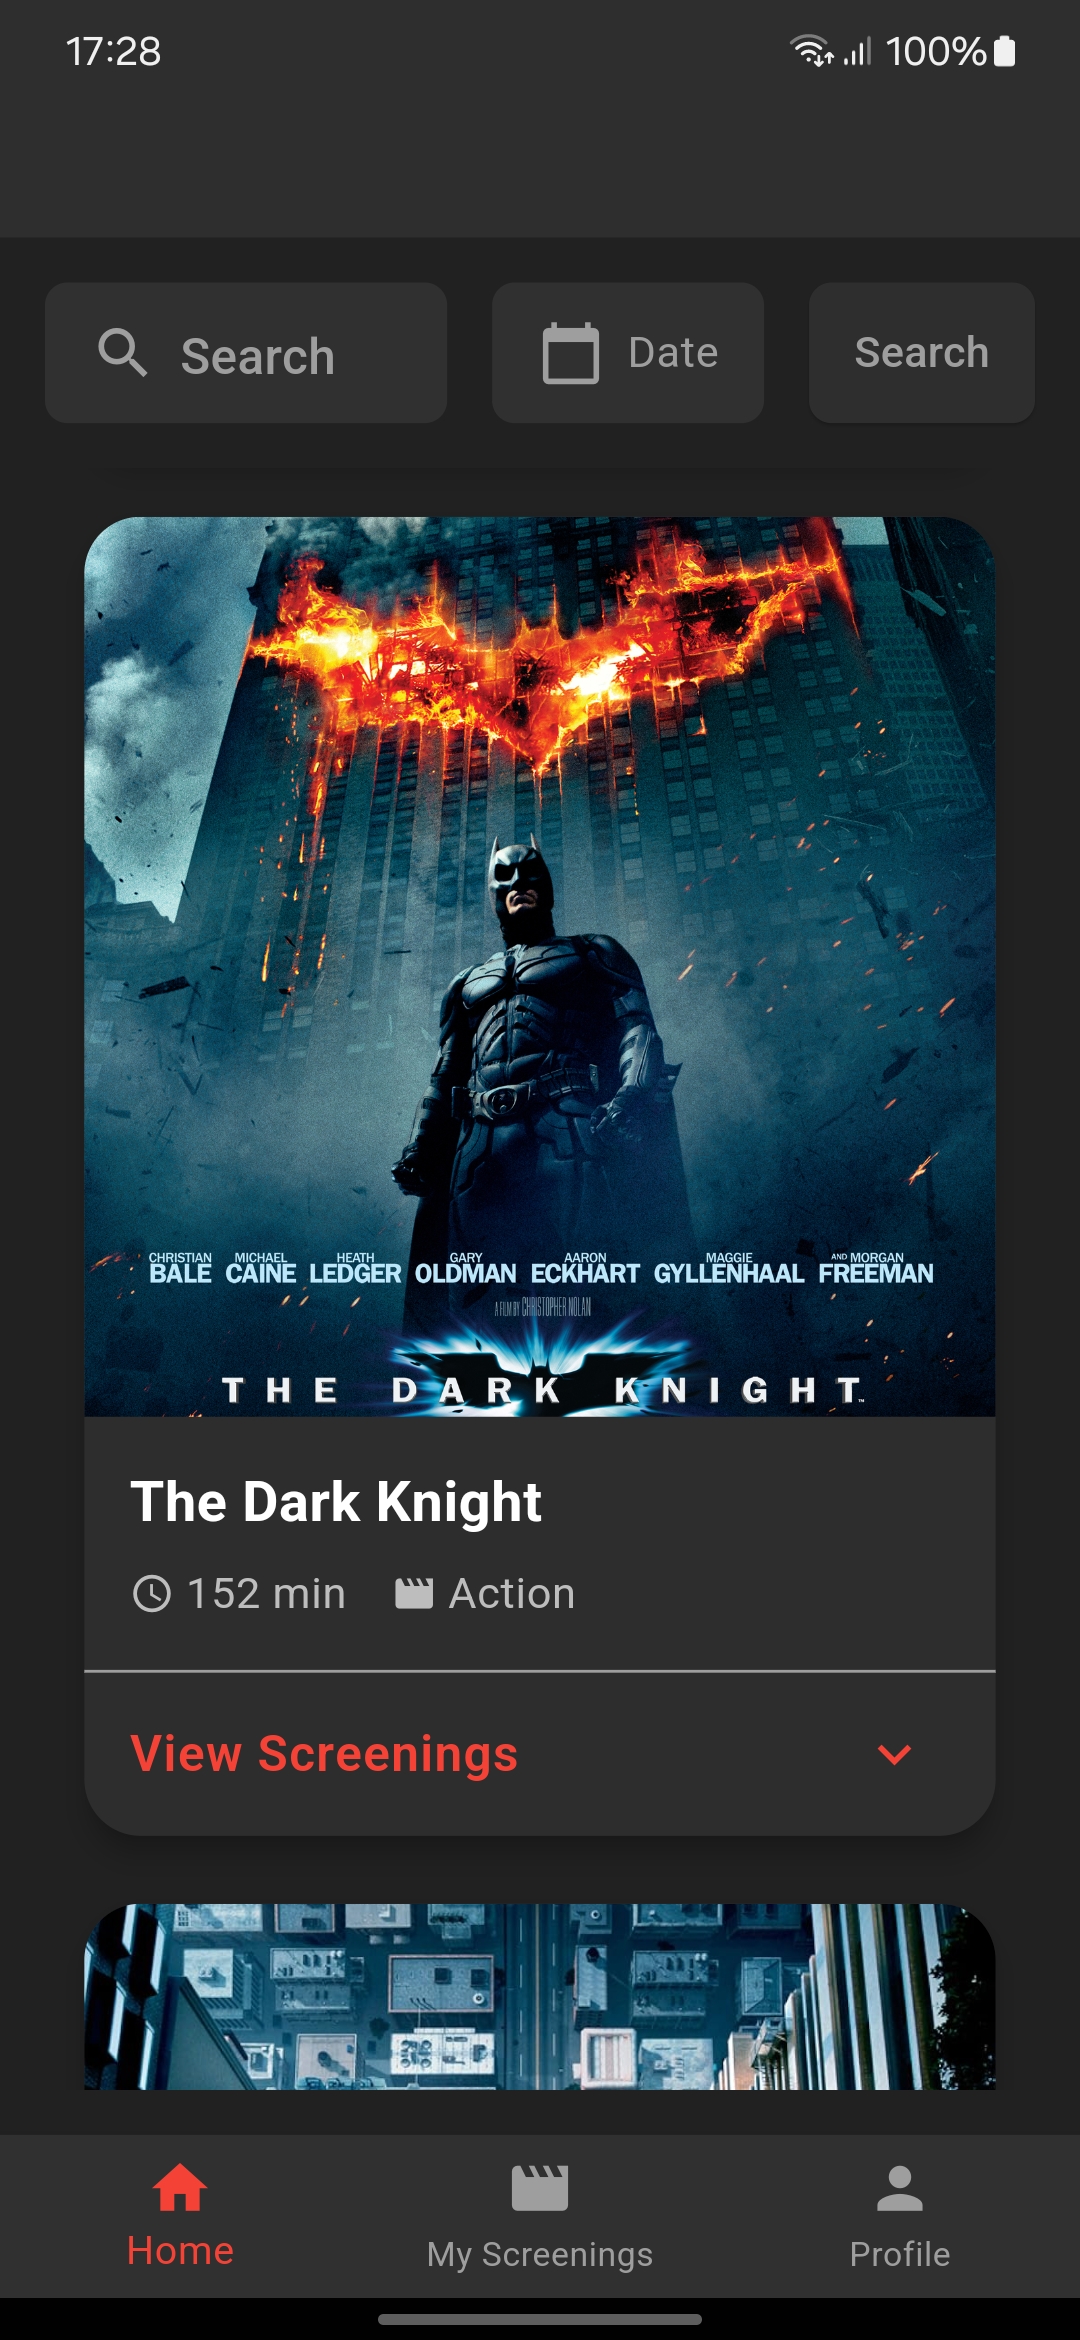 17:28 100%
Search Date Search
CHRISTIAN BALE MICHAEL CAINE HEATH LEDGER GARY OLDMAN AARON ECKHART MAGGIE GYLLENHAAL AND MORGAN FREEMAN
A FILM BY CHRISTOPHER NOLAN
THE DARK KNIGHT™
The Dark Knight
152 min Action
View Screenings
Home My Screenings Profile